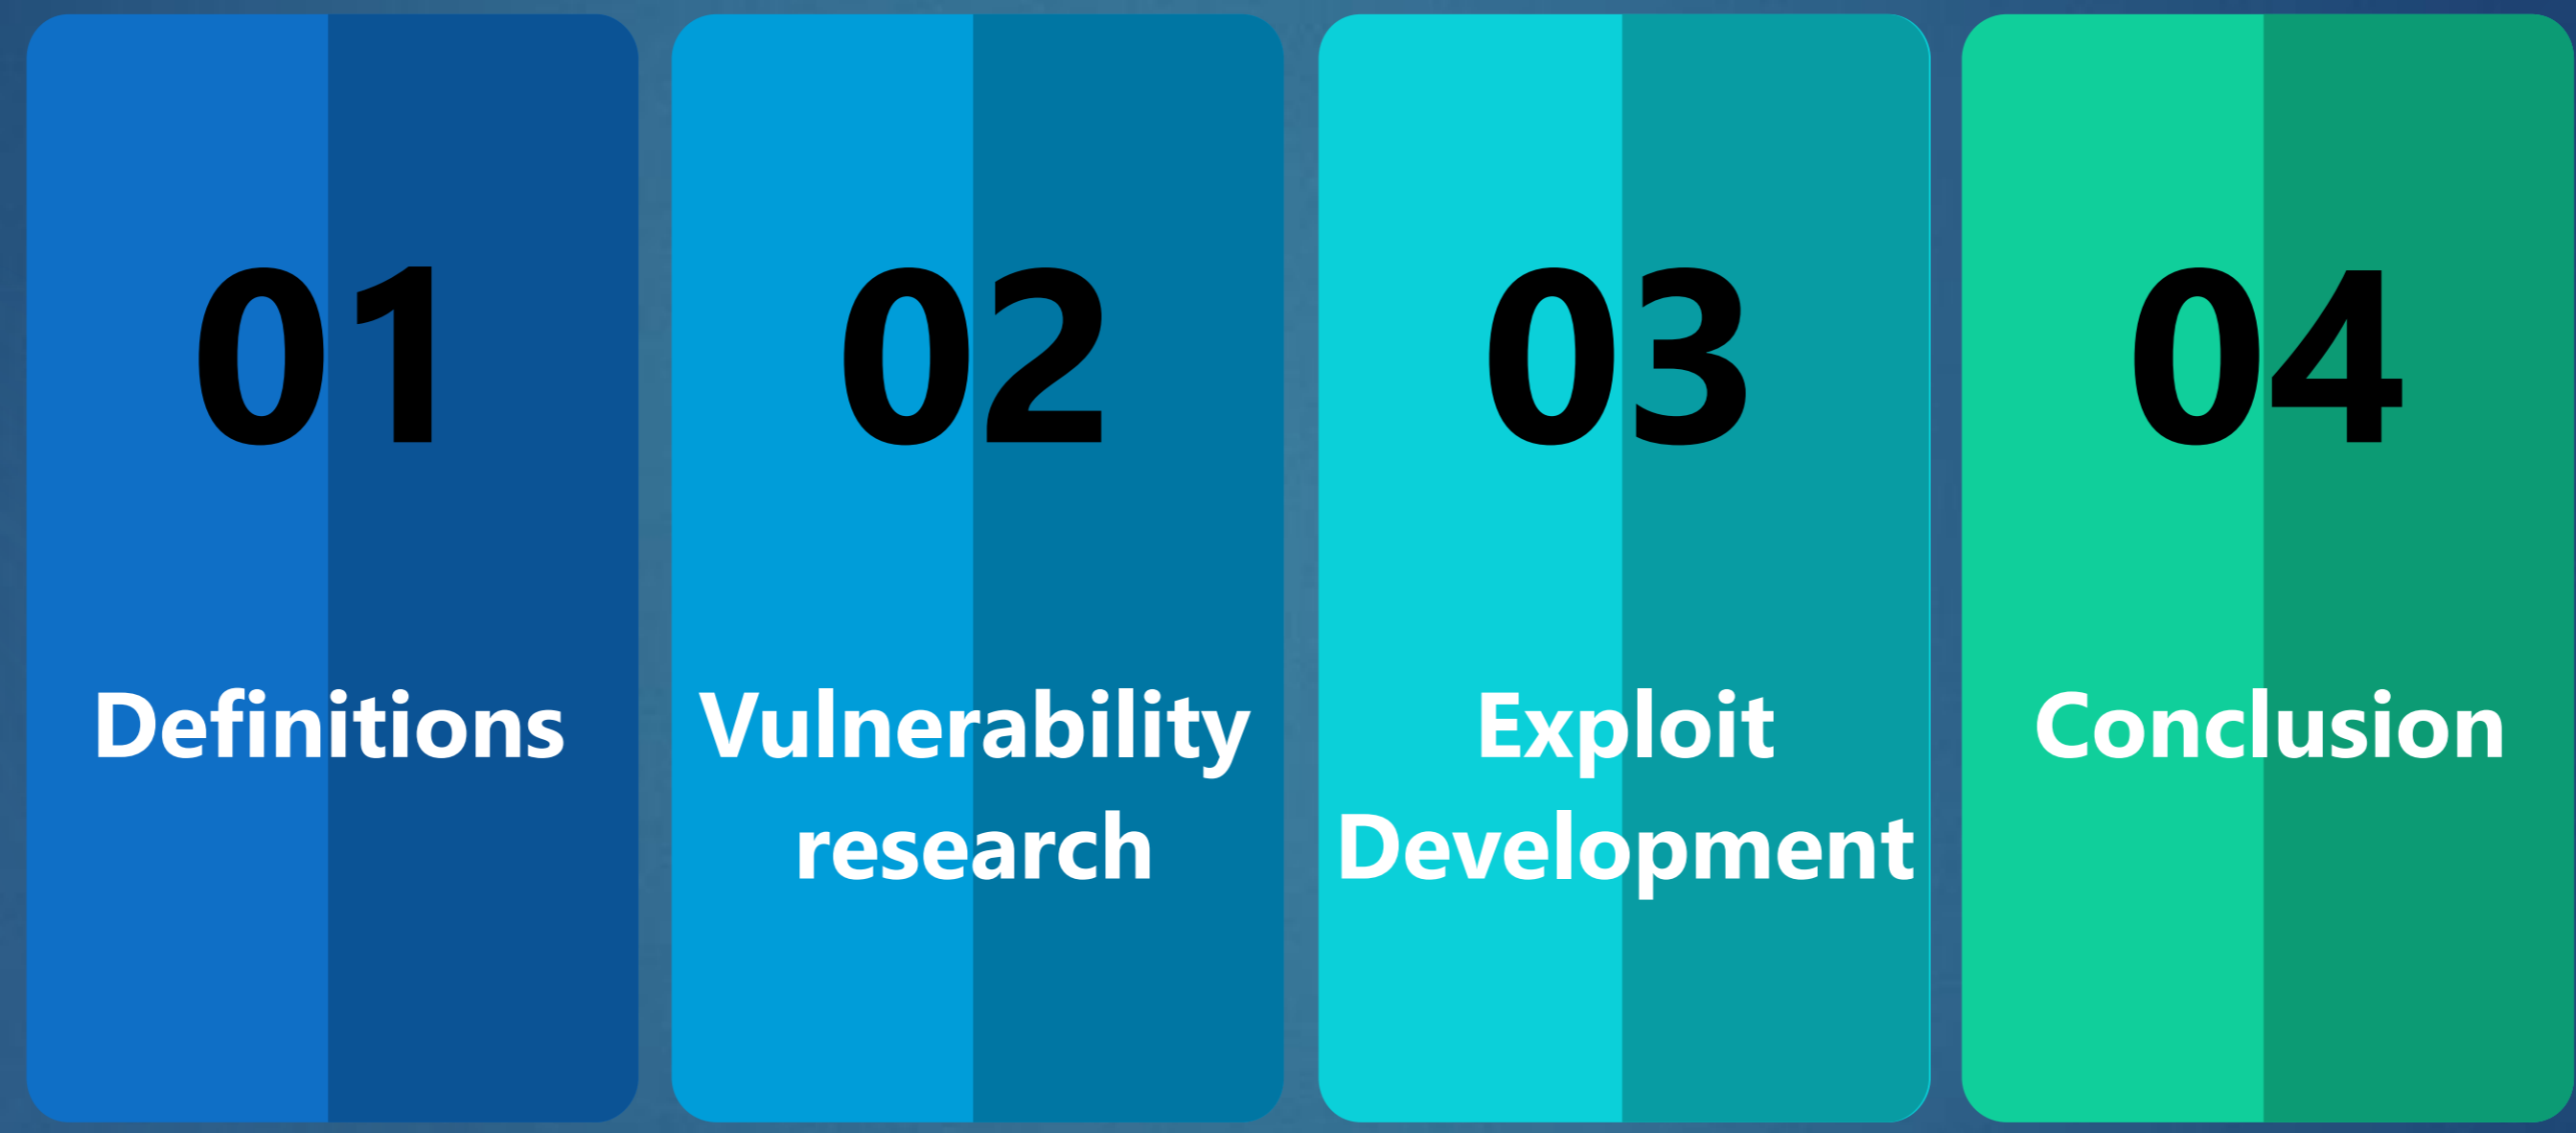 01
Definitions
02
Vulnerability
research
03
Exploit
Development
04
Conclusion